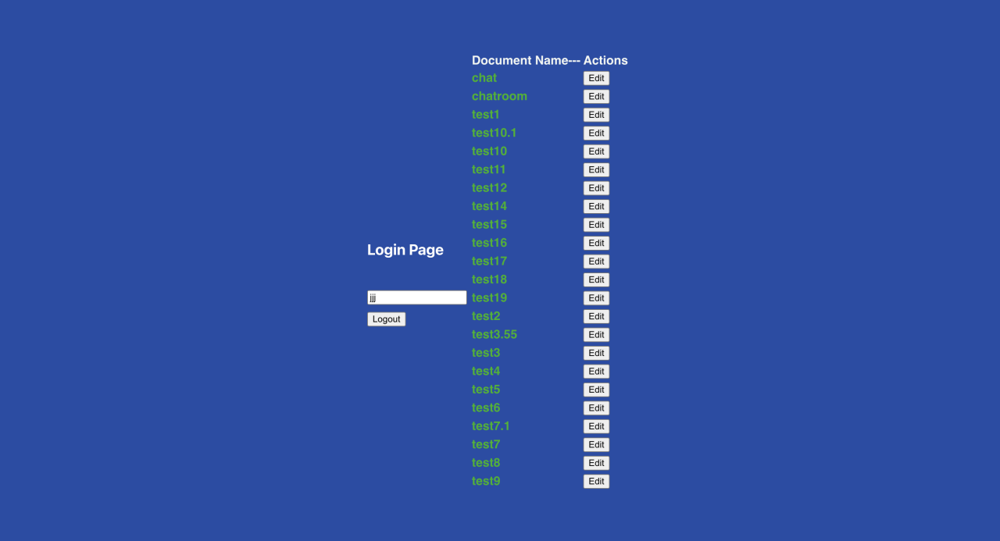 Document Name--- Actions
chat Edit
chatroom Edit
test1 Edit
test10.1 Edit
test10 Edit
test11 Edit
test12 Edit
test14 Edit
test15 Edit
test16 Edit
test17 Edit
test18 Edit
test19 Edit
test2 Edit
test3.55 Edit
test3 Edit
test4 Edit
test5 Edit
test6 Edit
test7.1 Edit
test7 Edit
test8 Edit
test9 Edit
Login Page
jjj
Logout